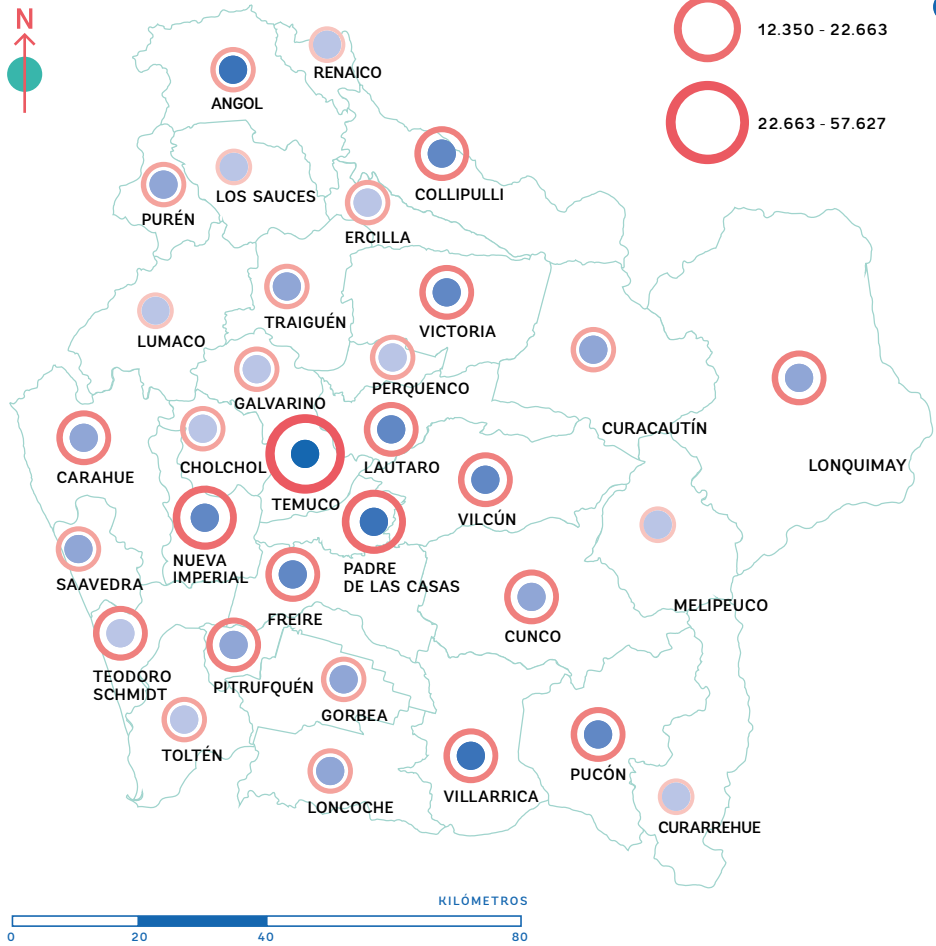 N
12.350 - 22.663
22.663 - 57.627
RENAICO
ANGOL
COLLIPULLI
LOS SAUCES
PURÉN
ERCILLA
TRAIGUÉN
VICTORIA
LUMACO
PERQUENCO
GALVARINO
CURACAUTÍN
LONQUIMAY
CARAHUE
CHOLCHOL
LAUTARO
TEMUCO
VILCÚN
NUEVA
IMPERIAL
PADRE
DE LAS CASAS
SAAVEDRA
MELIPEUCO
FREIRE
CUNCO
TEODORO
SCHMIDT
PITRUFQUÉN
GORBEA
TOLTÉN
PUCÓN
VILLARRICA
LONCOCHE
CURARREHUE
KILÓMETROS
0 20 40 80